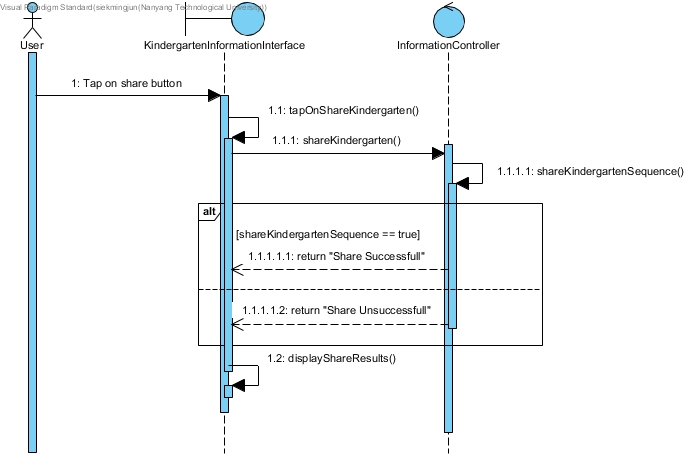 Visual Paradigm Standard(siekmingjun(Nanyang Technological University))
User
KindergartenInformationInterface
InformationController
1: Tap on share button
1.1: tapOnShareKindergarten()
1.1.1: shareKindergarten()
1.1.1.1: shareKindergartenSequence()
alt
[shareKindergartenSequence == true]
1.1.1.1.1: return "Share Successfull"
1.1.1.1.2: return "Share Unsuccessfull"
1.2: displayShareResults()